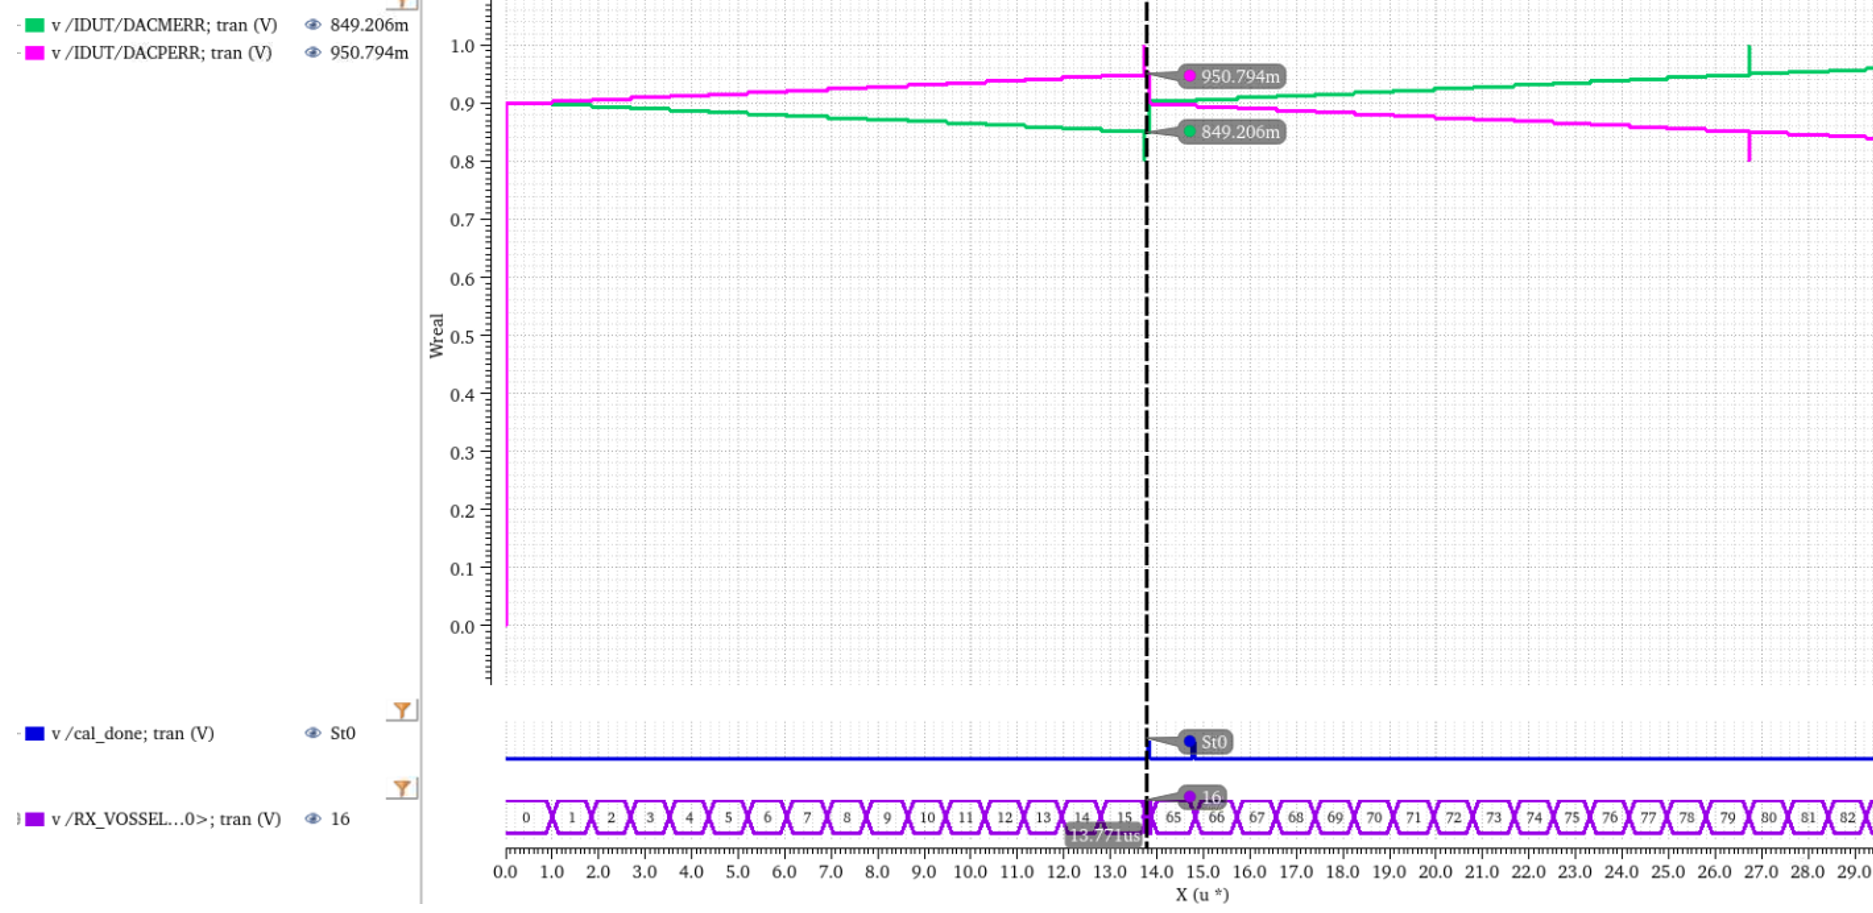 v /IDUT/DACMERR; tran (V) 849.206m
v /IDUT/DACPERR; tran (V) 950.794m
Wreal
1.0
0.9
0.8
0.7
0.6
0.5
0.4
0.3
0.2
0.1
0.0
950.794m
849.206m
v /cal_done; tran (V) St0
St0
v /RX_VOSSEL...0>; tran (V) 16
16
0 1 2 3 4 5 6 7 8 9 10 11 12 13 14 15 65 66 67 68 69 70 71 72 73 74 75 76 77 78 79 80 81 82
13.771us
0.0 1.0 2.0 3.0 4.0 5.0 6.0 7.0 8.0 9.0 10.0 11.0 12.0 13.0 14.0 15.0 16.0 17.0 18.0 19.0 20.0 21.0 22.0 23.0 24.0 25.0 26.0 27.0 28.0 29.0
X (u *)